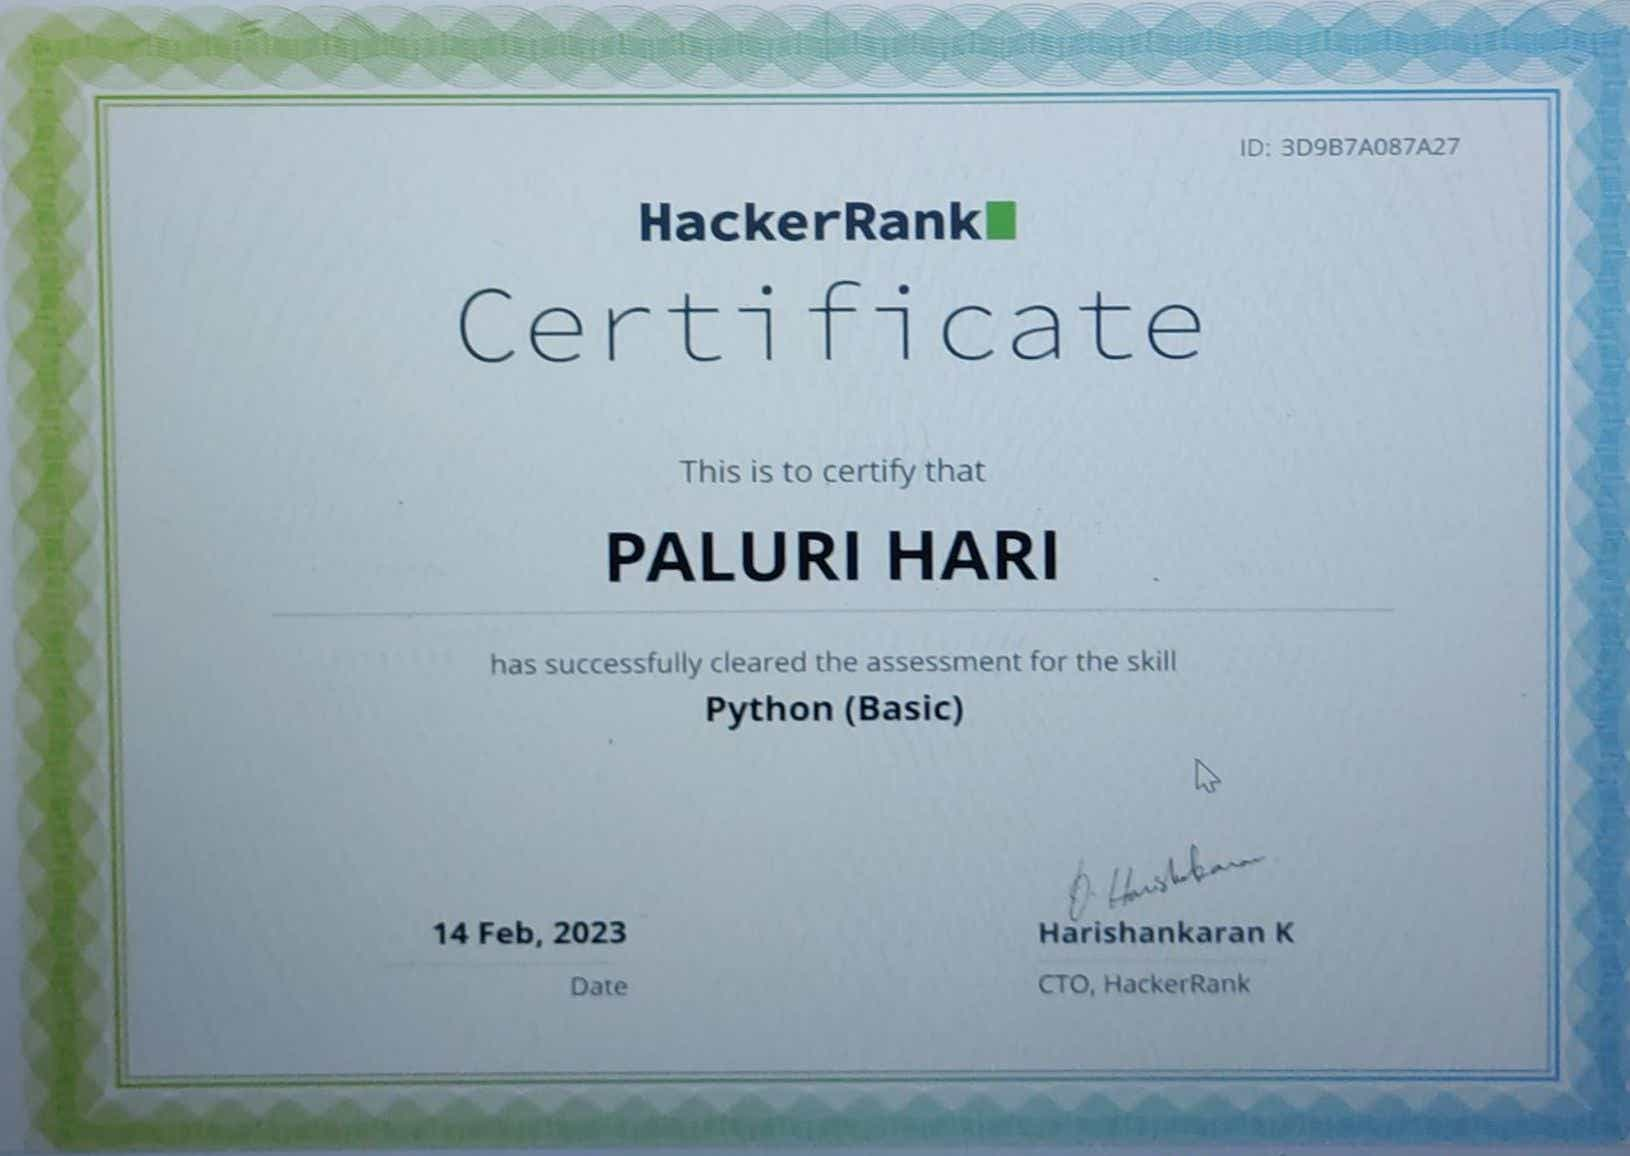 ID: 3D9B7A087A27
HackerRank
Certificate
This is to certify that
PALURI HARI
has successfully cleared the assessment for the skill
Python (Basic)
14 Feb, 2023
Date
Harishankaran K
CTO, HackerRank